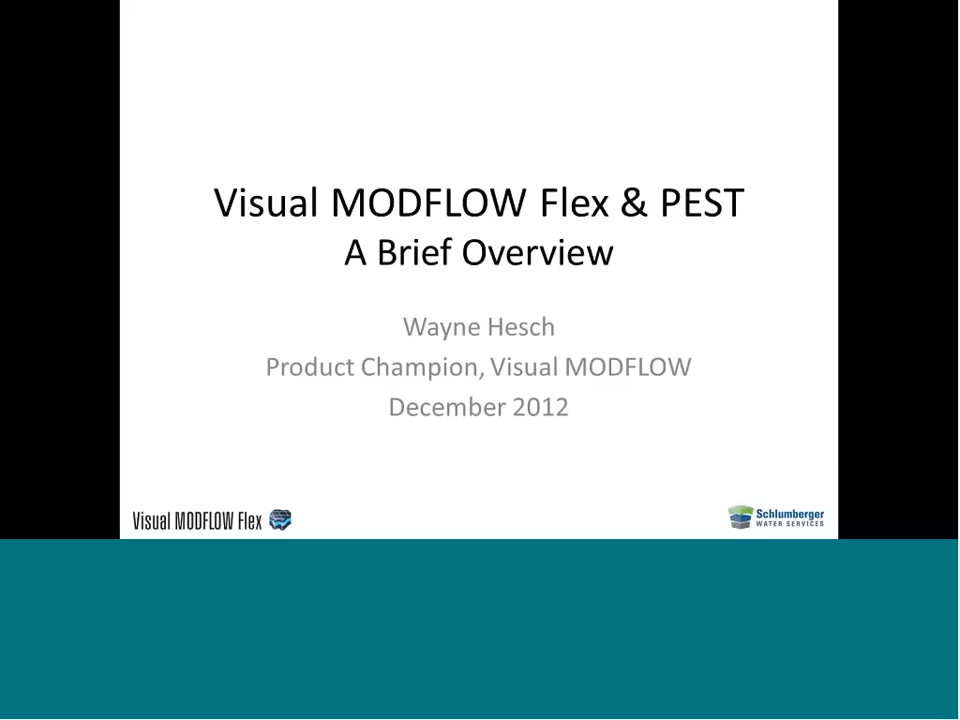 Visual MODFLOW Flex & PEST
A Brief Overview
Wayne Hesch
Product Champion, Visual MODFLOW
December 2012
Visual MODFLOW Flex
Schlumberger
WATER SERVICES